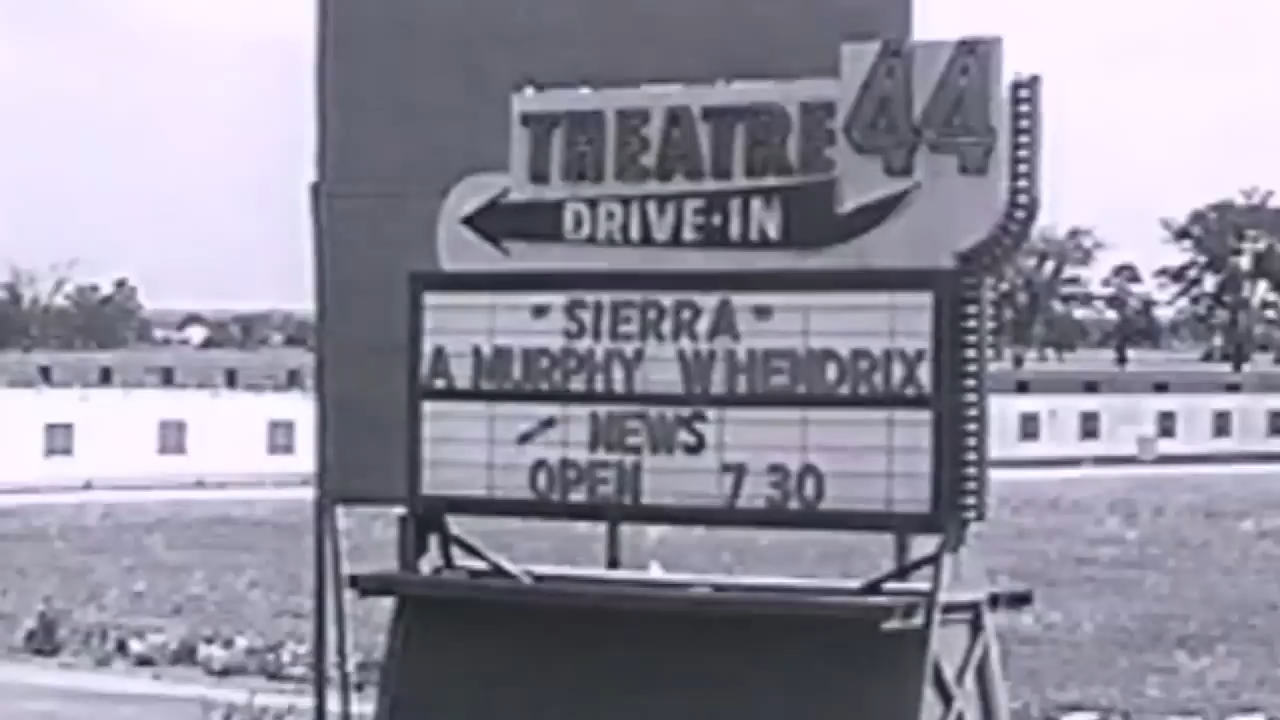 THEATRE 44
DRIVE-IN
"SIERRA"
A MURPHY W HENDRIX
NEWS
OPEN 7 30